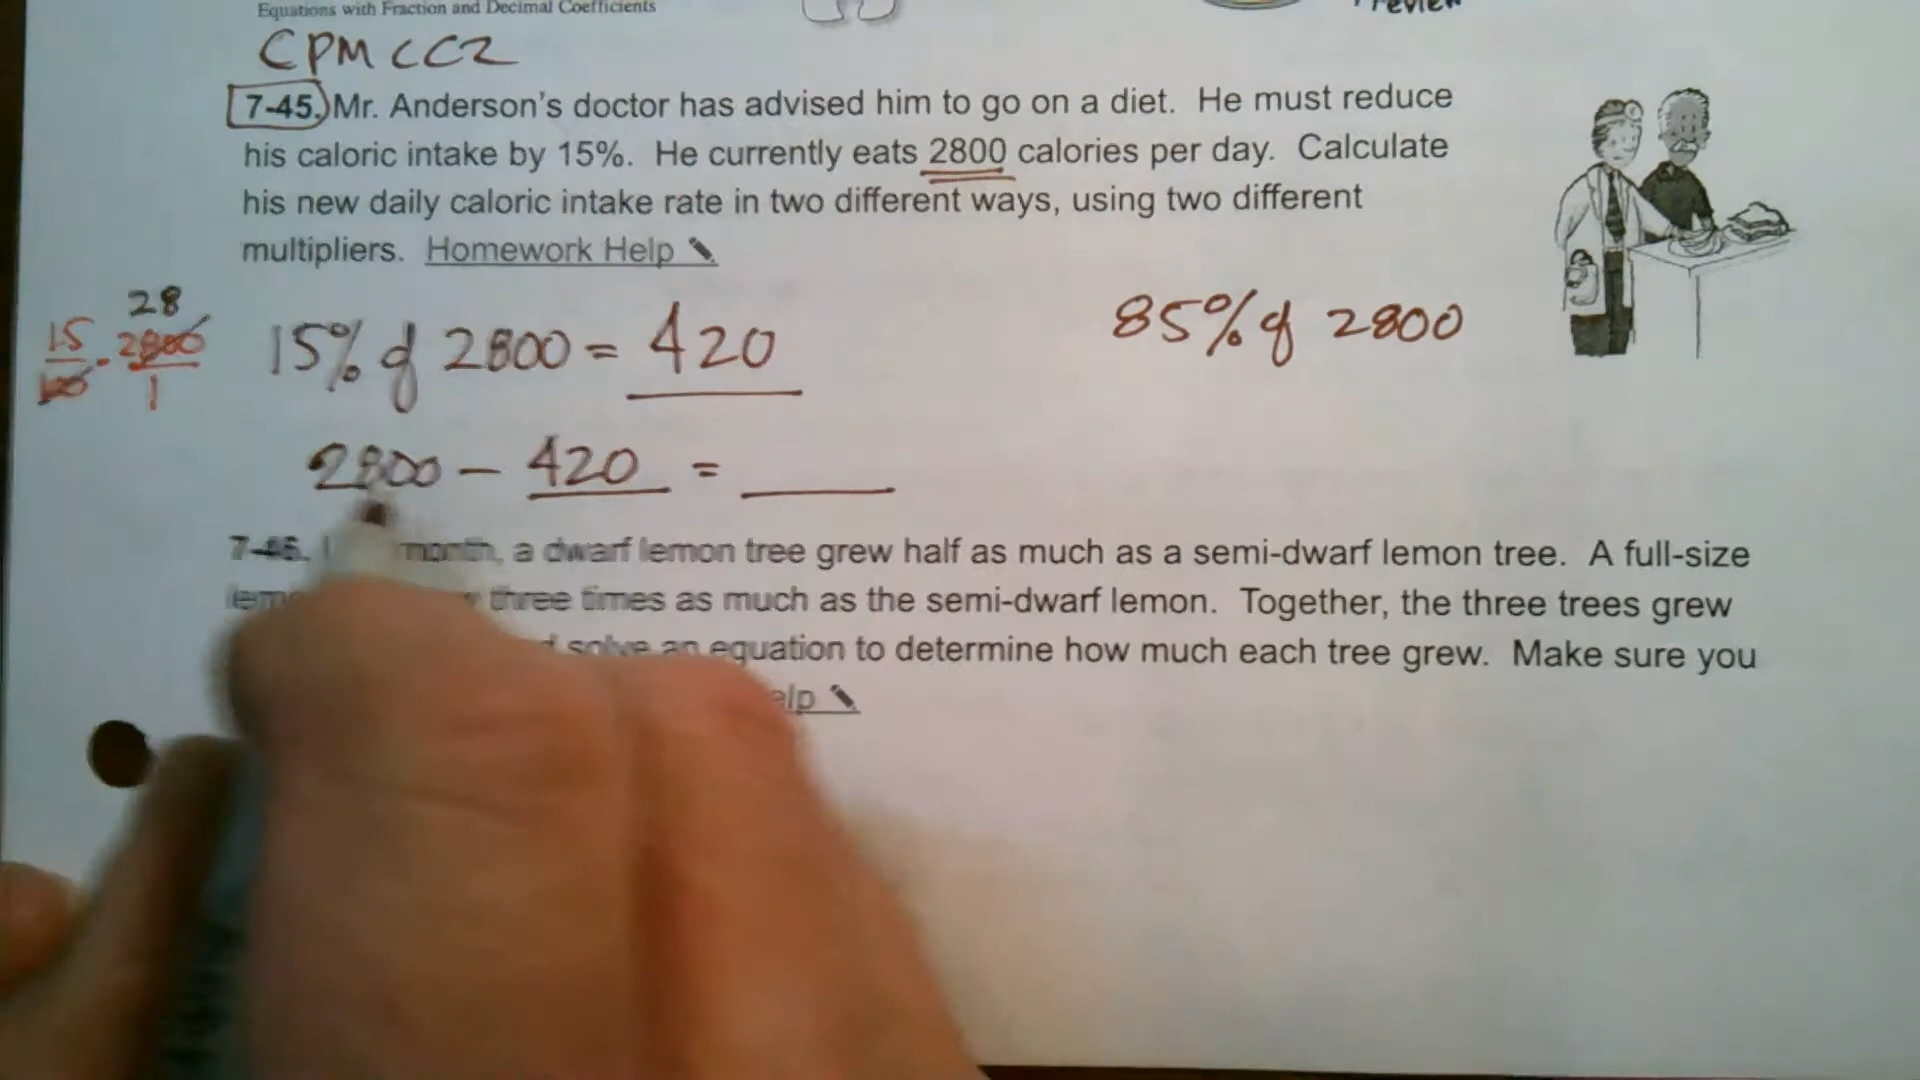 Equations with Fraction and Decimal Coefficients
CPM CC2
7-45. Mr. Anderson's doctor has advised him to go on a diet. He must reduce
his caloric intake by 15%. He currently eats 2800 calories per day. Calculate
his new daily caloric intake rate in two different ways, using two different
multipliers. Homework Help
28
15/100 · 2800/1
15% of 2800 = 420
85% of 2800
2800 - 420 =
7-46. month, a dwarf lemon tree grew half as much as a semi-dwarf lemon tree. A full-size
three times as much as the semi-dwarf lemon. Together, the three trees grew
solve an equation to determine how much each tree grew. Make sure you